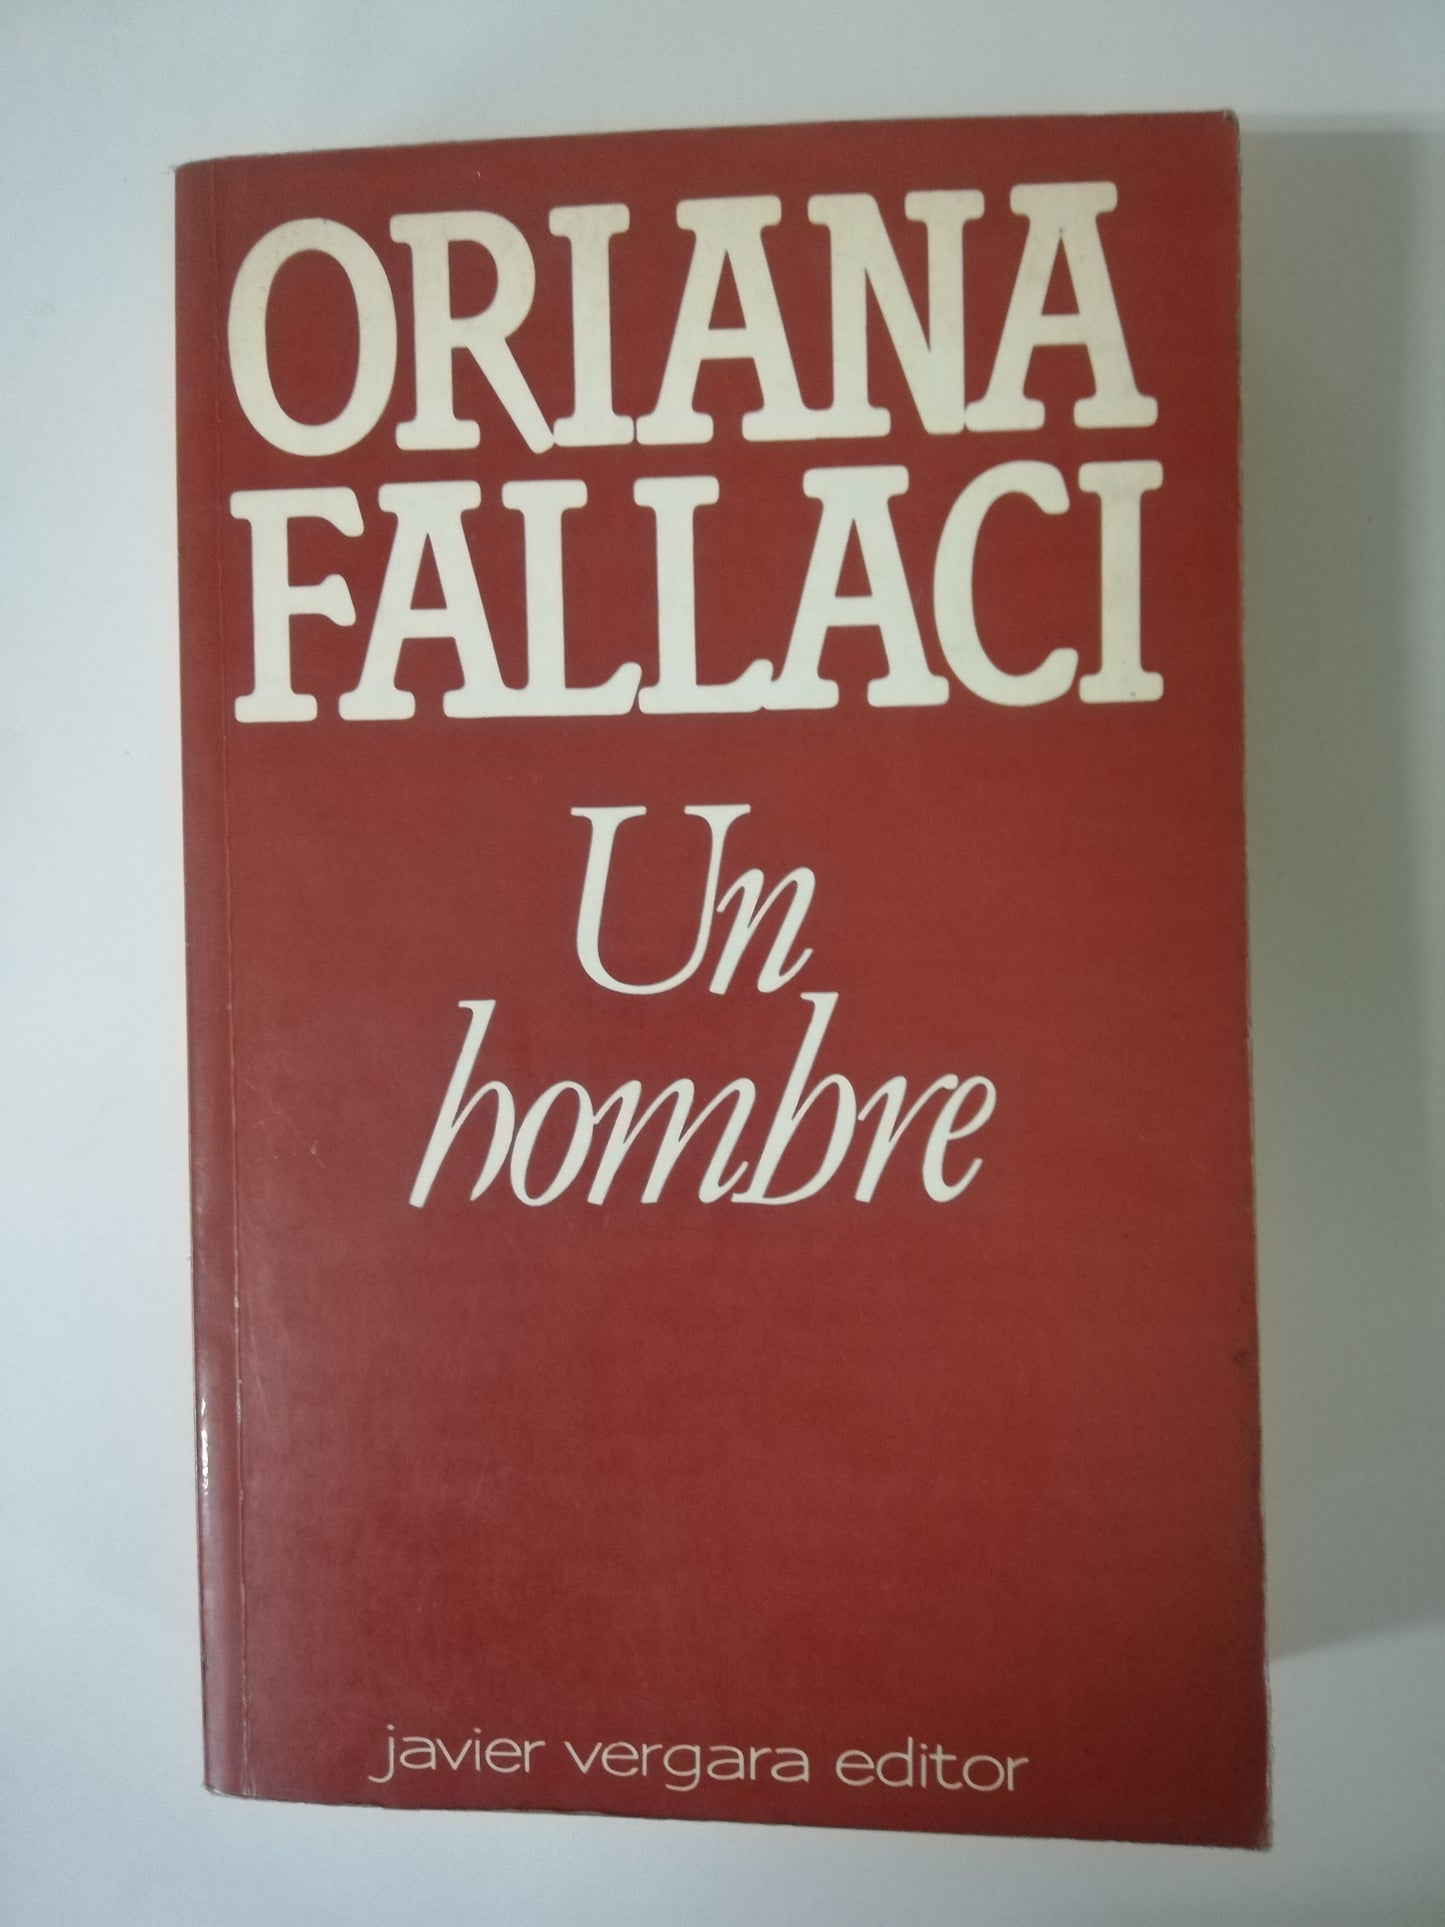 ORIANA
FALLACI
Un
hombre
javier vergara editor